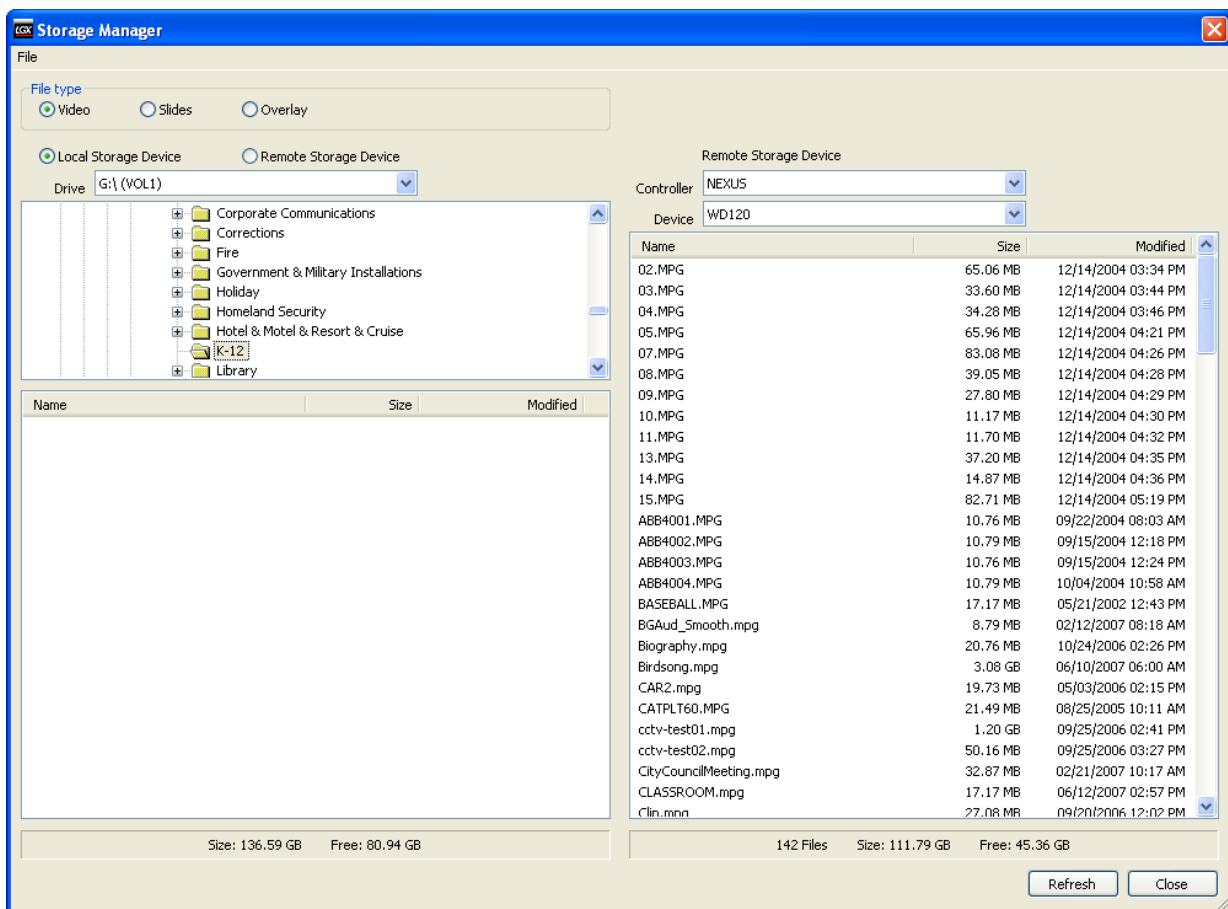 LGX Storage Manager
File
File type
Video Slides Overlay
Local Storage Device Remote Storage Device
Drive G:\ (VOL1)
Corporate Communications
Corrections
Fire
Government & Military Installations
Holiday
Homeland Security
Hotel & Motel & Resort & Cruise
K-12
Library
Name Size Modified
Size: 136.59 GB Free: 80.94 GB
Remote Storage Device
Controller NEXUS
Device WD120
Name Size Modified
02.MPG 65.06 MB 12/14/2004 03:34 PM
03.MPG 33.60 MB 12/14/2004 03:44 PM
04.MPG 34.28 MB 12/14/2004 03:46 PM
05.MPG 65.96 MB 12/14/2004 04:21 PM
07.MPG 83.08 MB 12/14/2004 04:26 PM
08.MPG 39.05 MB 12/14/2004 04:28 PM
09.MPG 27.80 MB 12/14/2004 04:29 PM
10.MPG 11.17 MB 12/14/2004 04:30 PM
11.MPG 11.70 MB 12/14/2004 04:32 PM
13.MPG 37.20 MB 12/14/2004 04:35 PM
14.MPG 14.87 MB 12/14/2004 04:36 PM
15.MPG 82.71 MB 12/14/2004 05:19 PM
ABB4001.MPG 10.76 MB 09/22/2004 08:03 AM
ABB4002.MPG 10.79 MB 09/15/2004 12:18 PM
ABB4003.MPG 10.76 MB 09/15/2004 12:24 PM
ABB4004.MPG 10.79 MB 10/04/2004 10:58 AM
BASEBALL.MPG 17.17 MB 05/21/2002 12:43 PM
BGAud_Smooth.mpg 8.79 MB 02/12/2007 08:18 AM
Biography.mpg 20.76 MB 10/24/2006 02:26 PM
Birdsong.mpg 3.08 GB 06/10/2007 06:00 AM
CAR2.mpg 19.73 MB 05/03/2006 02:15 PM
CATPLT60.MPG 21.49 MB 08/25/2005 10:11 AM
cctv-test01.mpg 1.20 GB 09/25/2006 02:41 PM
cctv-test02.mpg 50.16 MB 09/25/2006 03:27 PM
CityCouncilMeeting.mpg 32.87 MB 02/21/2007 10:17 AM
CLASSROOM.mpg 17.17 MB 06/12/2007 02:57 PM
Clip.mpg 27.08 MB 09/20/2006 12:02 PM
142 Files Size: 111.79 GB Free: 45.36 GB
Refresh Close